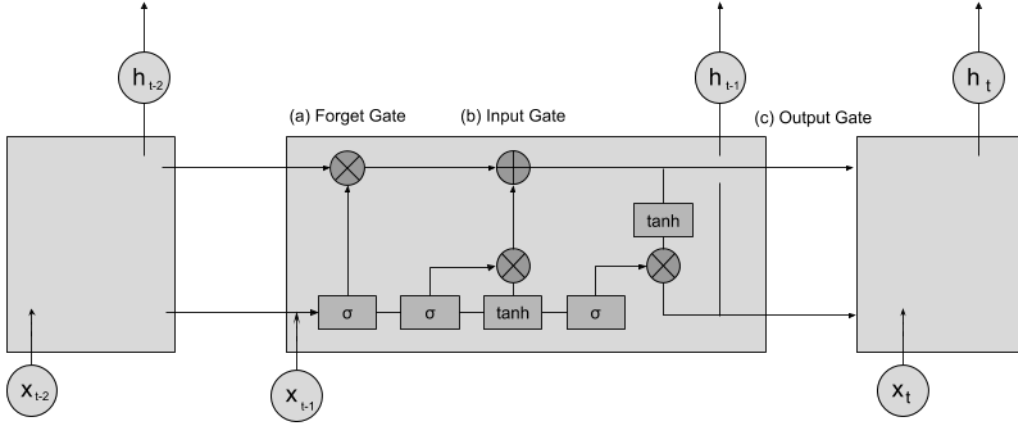 h t-2
h t-1
h t
(a) Forget Gate
(b) Input Gate
(c) Output Gate
tanh
σ
σ
tanh
σ
x t-2
x t-1
x t